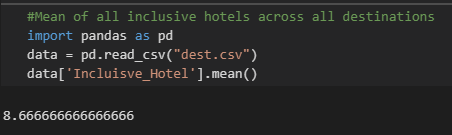 #Mean of all inclusive hotels across all destinations
import pandas as pd
data = pd.read_csv("dest.csv")
data['Incluisve_Hotel'].mean()
8.666666666666666